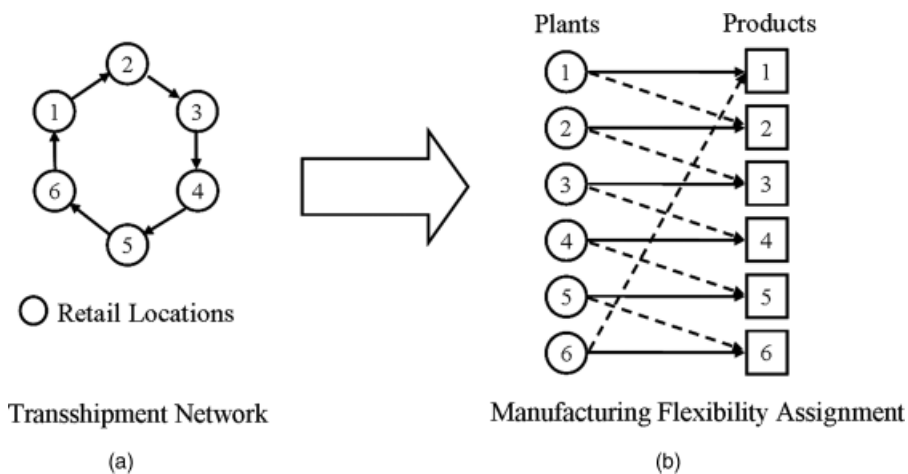 Plants Products
2
1 3
6 4
5
Retail Locations
1 1
2 2
3 3
4 4
5 5
6 6
Transshipment Network
Manufacturing Flexibility Assignment
(a)
(b)